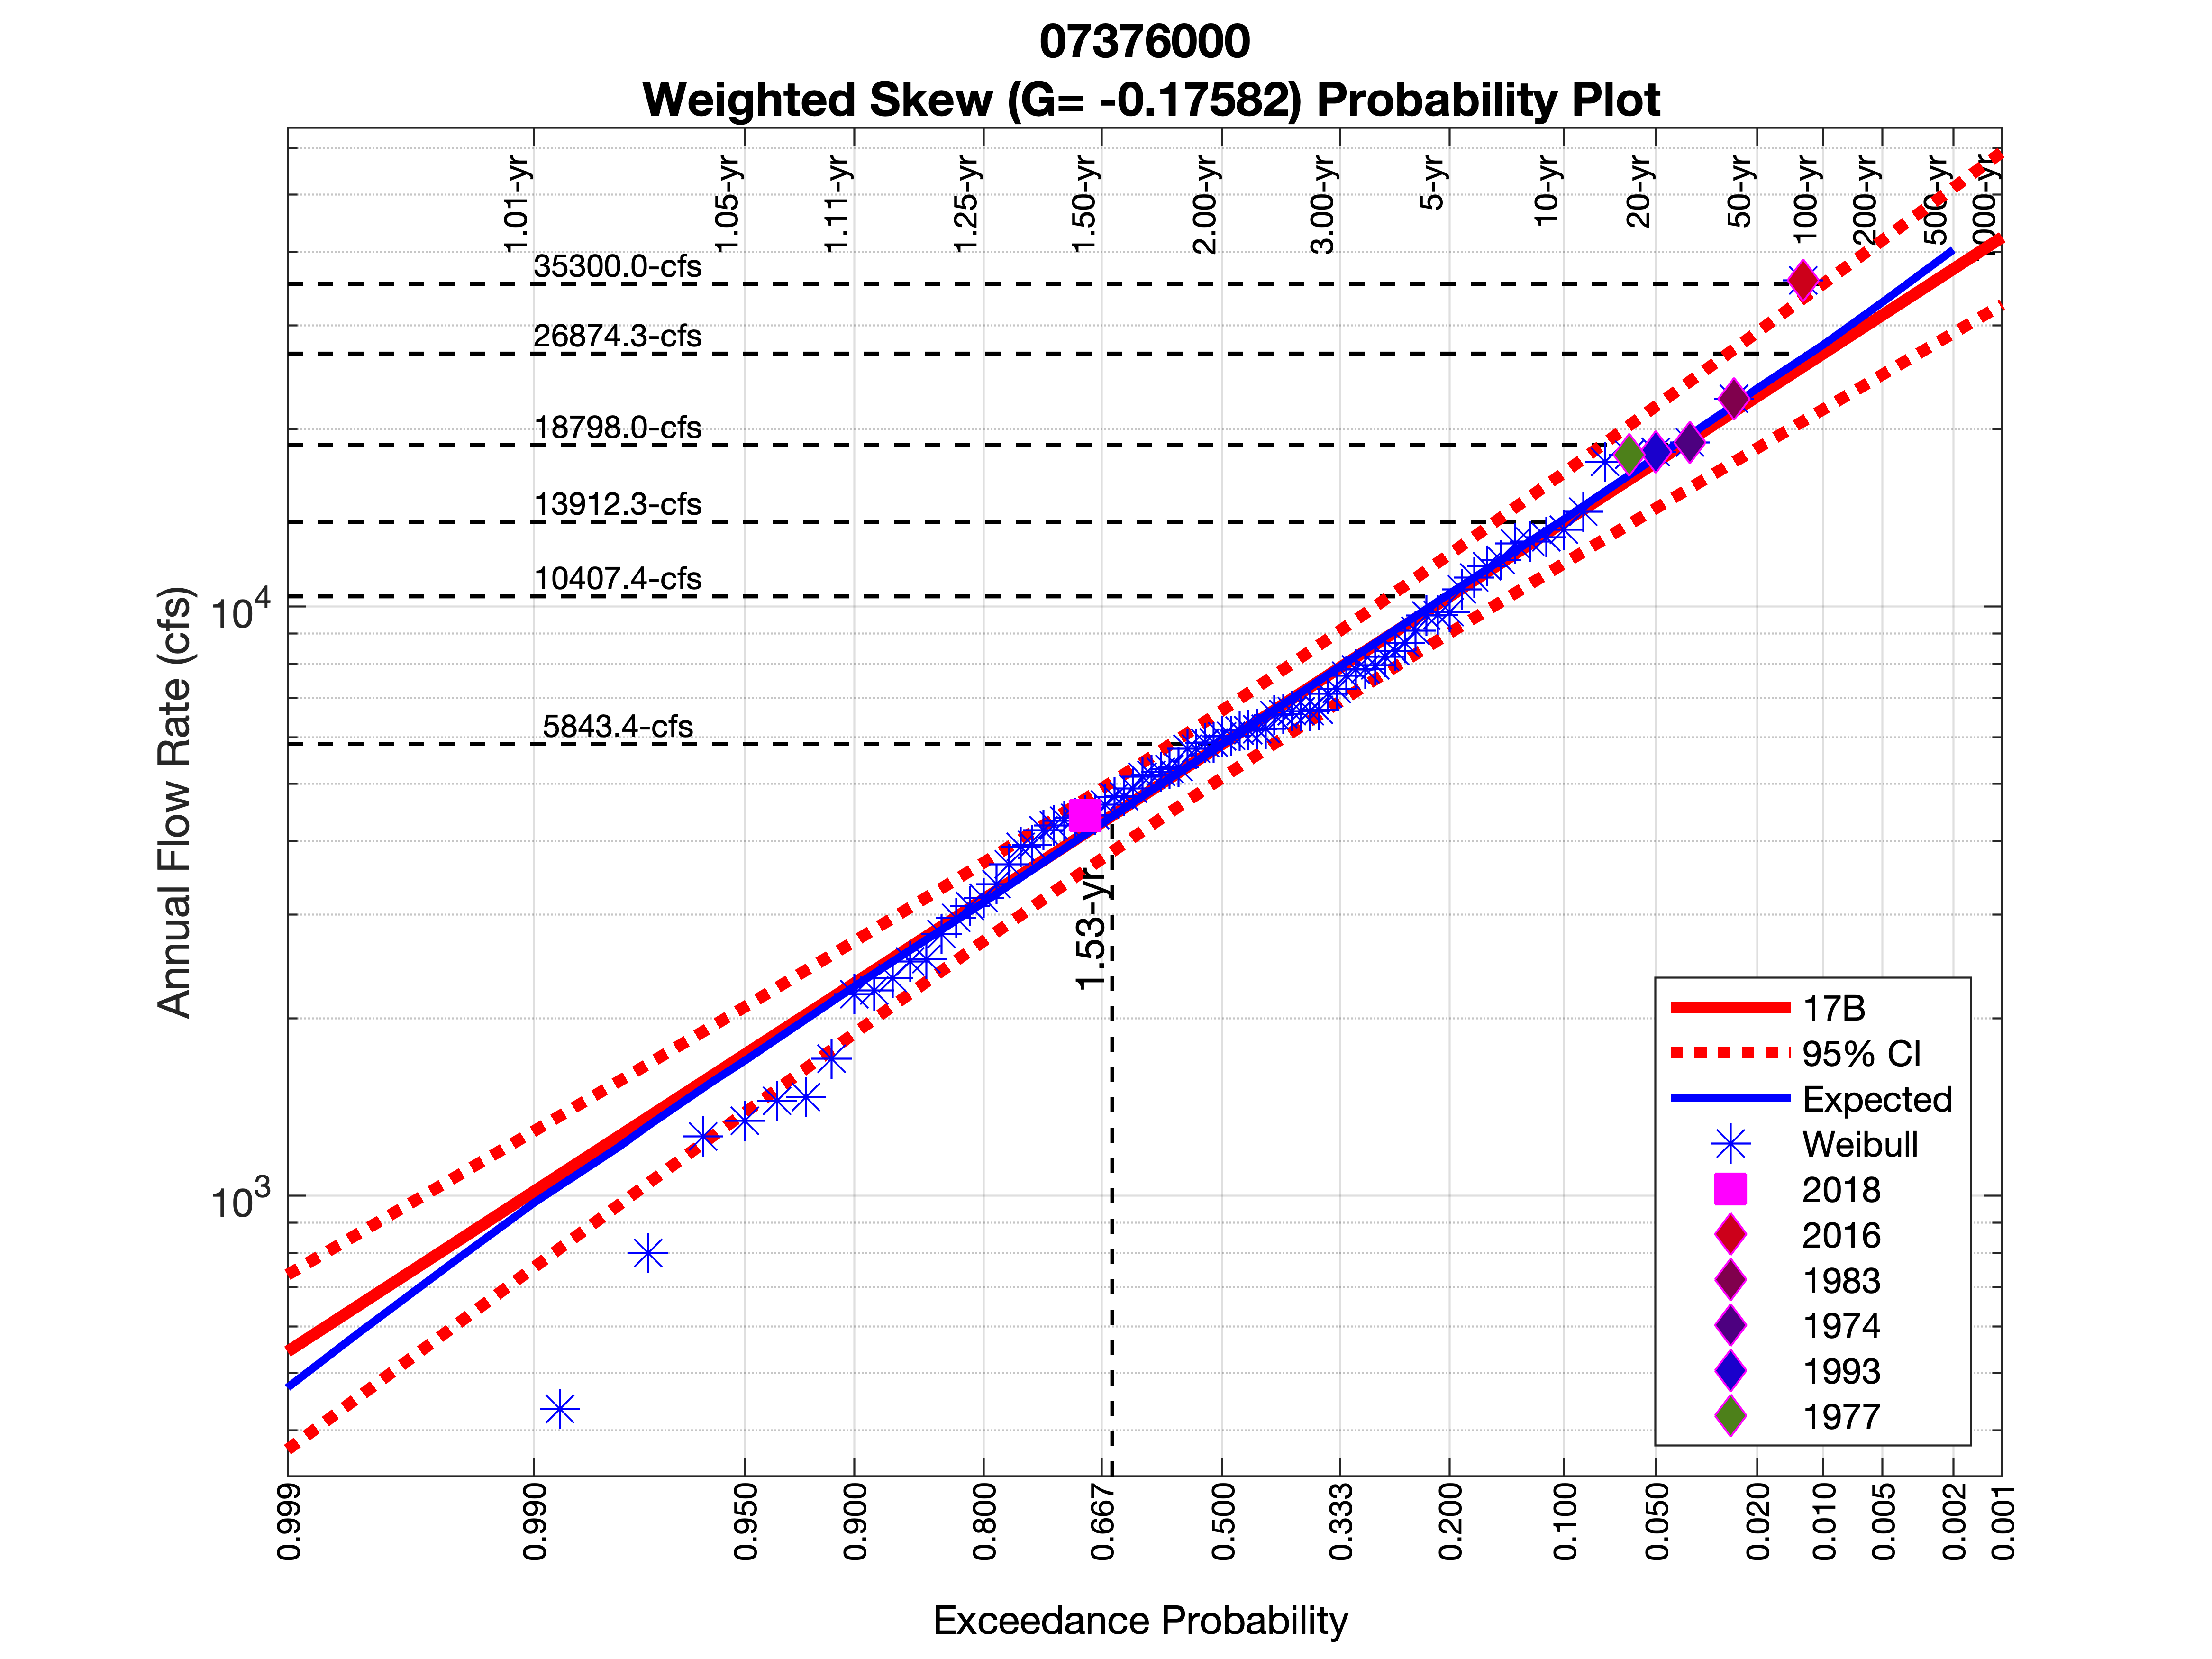 07376000
Weighted Skew (G= -0.17582) Probability Plot
1.01-yr
1.05-yr
1.11-yr
1.25-yr
1.50-yr
2.00-yr
3.00-yr
5-yr
10-yr
20-yr
50-yr
100-yr
200-yr
500-yr
000-yr
35300.0-cfs
26874.3-cfs
18798.0-cfs
13912.3-cfs
10407.4-cfs
5843.4-cfs
1.53-yr
Annual Flow Rate (cfs)
10⁴
10³
17B
95% CI
Expected
Weibull
2018
2016
1983
1974
1993
1977
0.999
0.990
0.950
0.900
0.800
0.667
0.500
0.333
0.200
0.100
0.050
0.020
0.010
0.005
0.002
0.001
Exceedance Probability